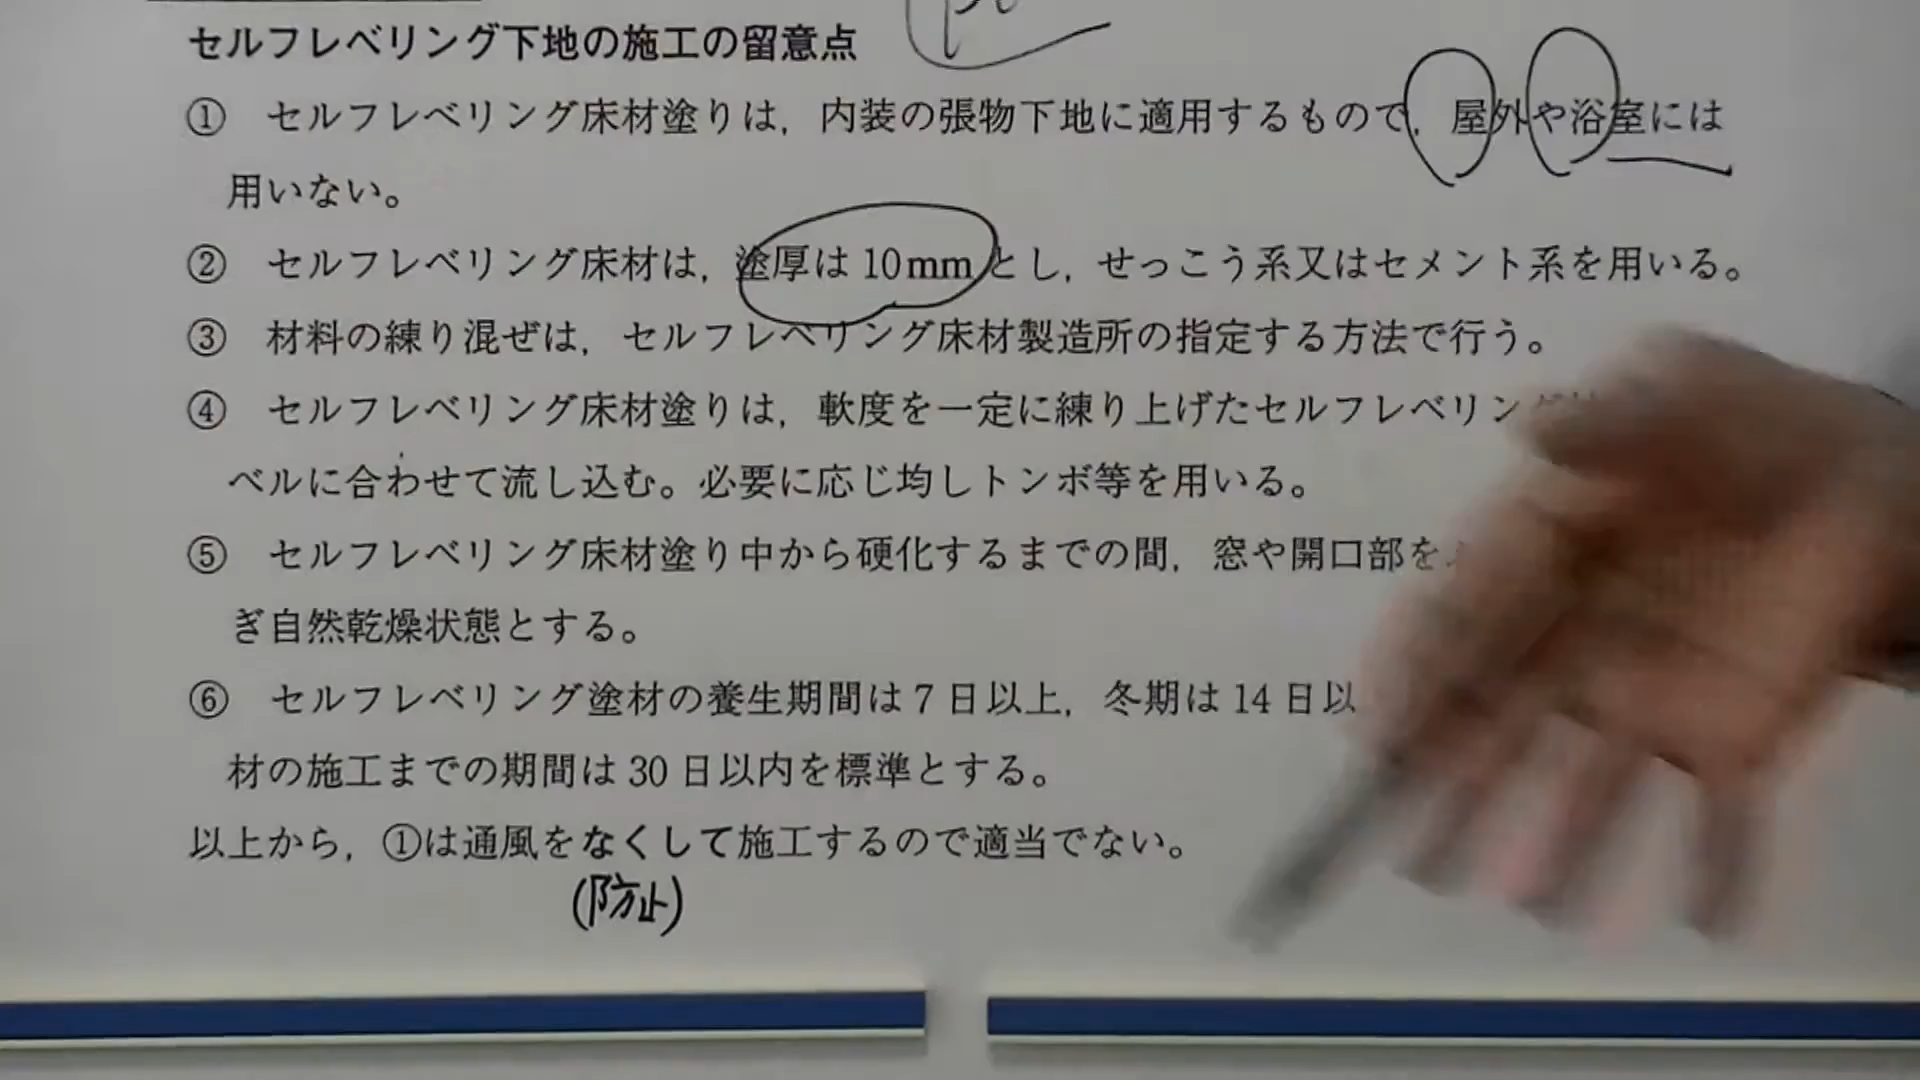 セルフレベリング下地の施工の留意点
① セルフレベリング床材塗りは，内装の張物下地に適用するもので，屋外や浴室には
用いない。
② セルフレベリング床材は，塗厚は10mmとし，せっこう系又はセメント系を用いる。
③ 材料の練り混ぜは，セルフレベリング床材製造所の指定する方法で行う。
④ セルフレベリング床材塗りは，軟度を一定に練り上げたセルフレベリン
ベルに合わせて流し込む。必要に応じ均しトンボ等を用いる。
⑤ セルフレベリング床材塗り中から硬化するまでの間，窓や開口部を
ぎ自然乾燥状態とする。
⑥ セルフレベリング塗材の養生期間は7日以上，冬期は14日以
材の施工までの期間は30日以内を標準とする。
以上から，①は通風をなくして施工するので適当でない。
(防止)